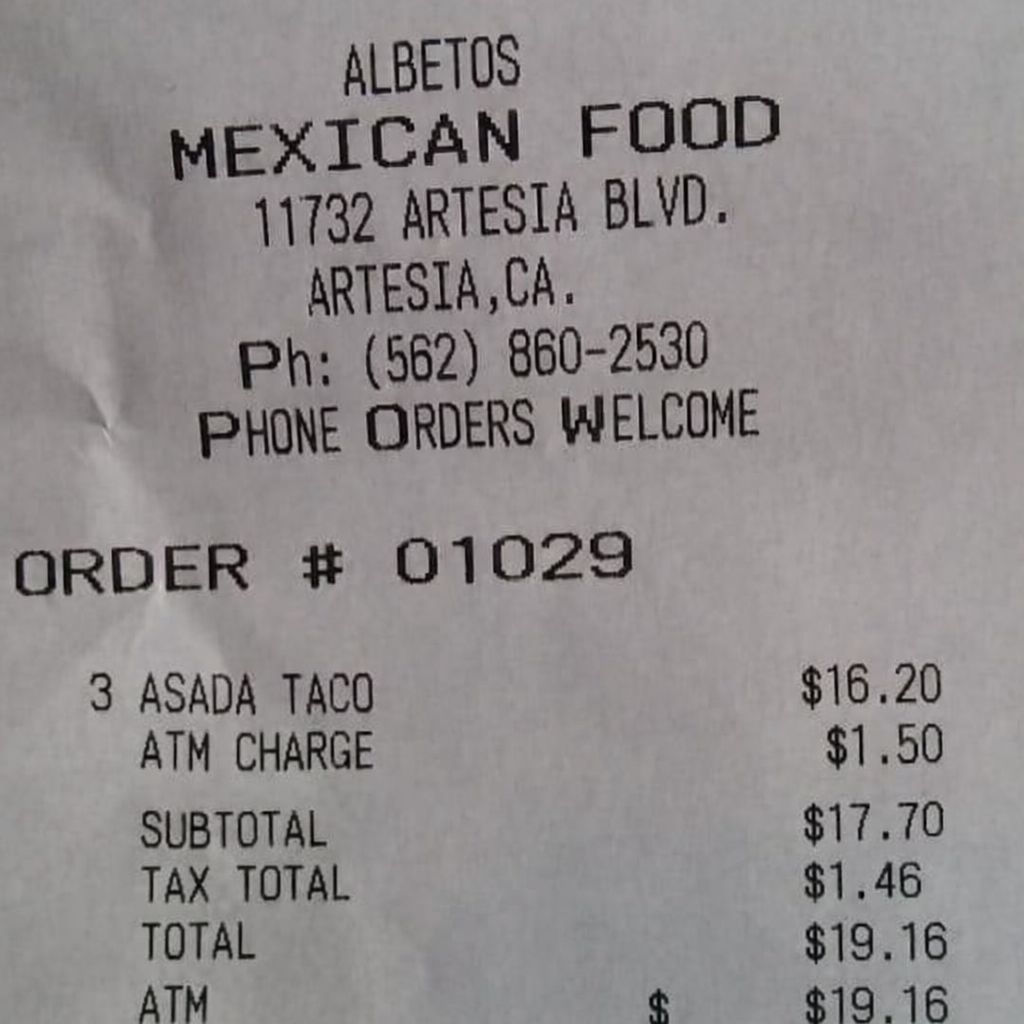 ALBETOS
MEXICAN FOOD
11732 ARTESIA BLVD.
ARTESIA,CA.
Ph: (562) 860-2530
PHONE ORDERS WELCOME
ORDER # 01029
3 ASADA TACO $16.20
ATM CHARGE $1.50
SUBTOTAL $17.70
TAX TOTAL $1.46
TOTAL $19.16
ATM $ $19.16